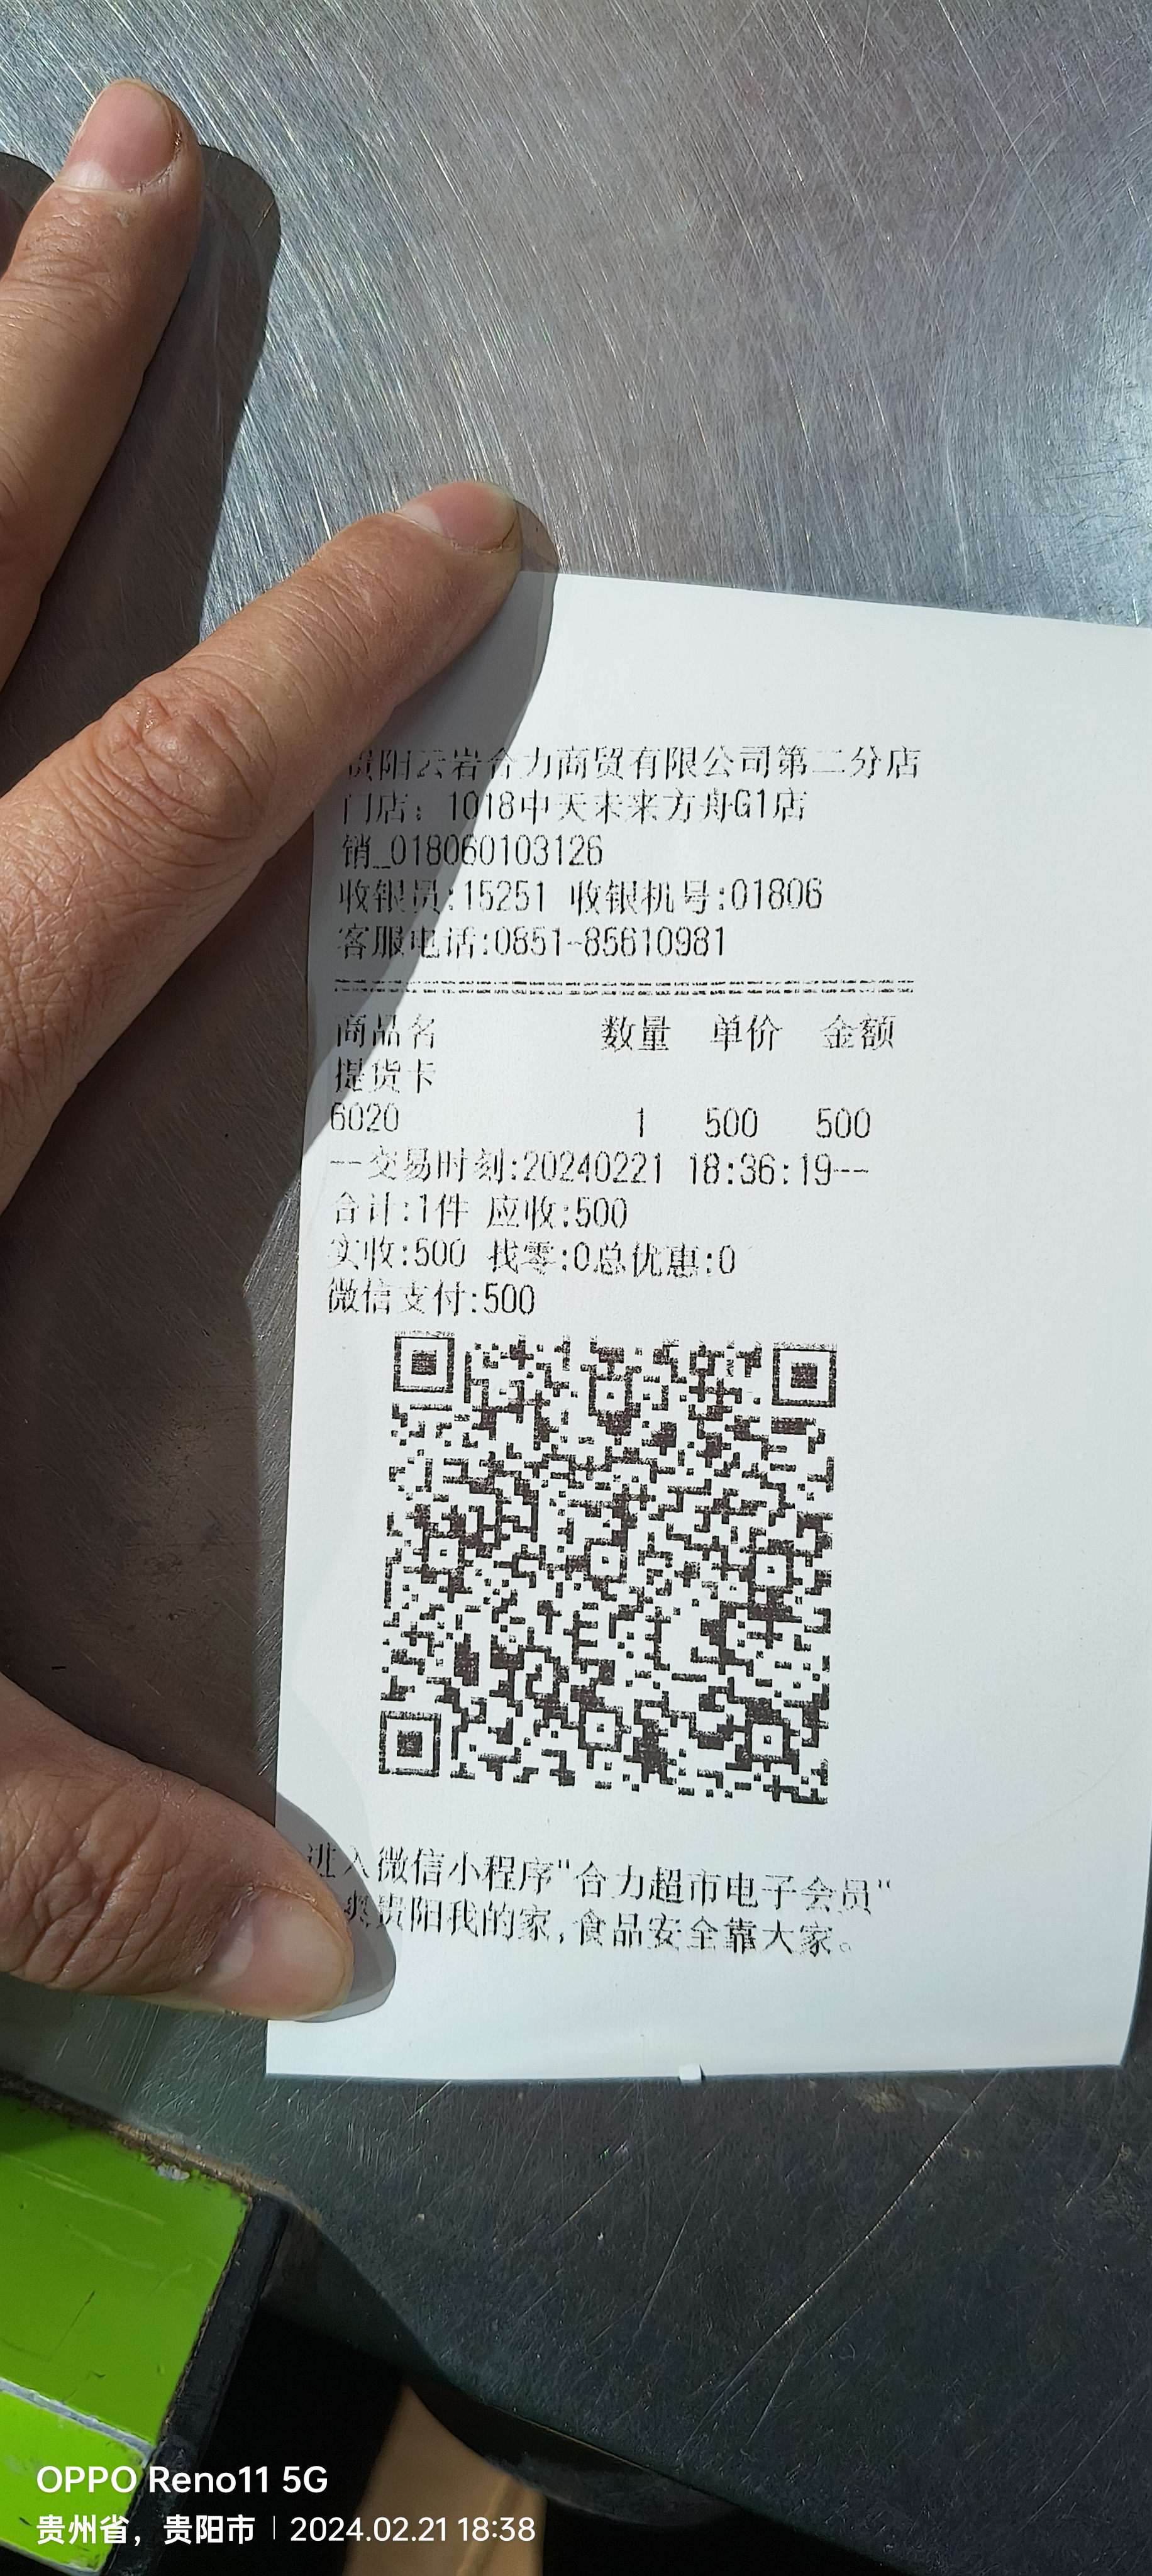 贵阳云岩合力商贸有限公司第二分店
门店：1018中天未来方舟G1店
销_018060103126
收银员:15251 收银机号:01806
客服电话:0851-85610981
商品名 数量 单价 金额
提货卡
6020 1 500 500
--交易时刻:20240221 18:36:19--
合计:1件 应收:500
实收:500 找零:0总优惠:0
微信支付:500
进入微信小程序"合力超市电子会员"
爽贵阳我的家,食品安全靠大家。
OPPO Reno11 5G
贵州省，贵阳市 | 2024.02.21 18:38